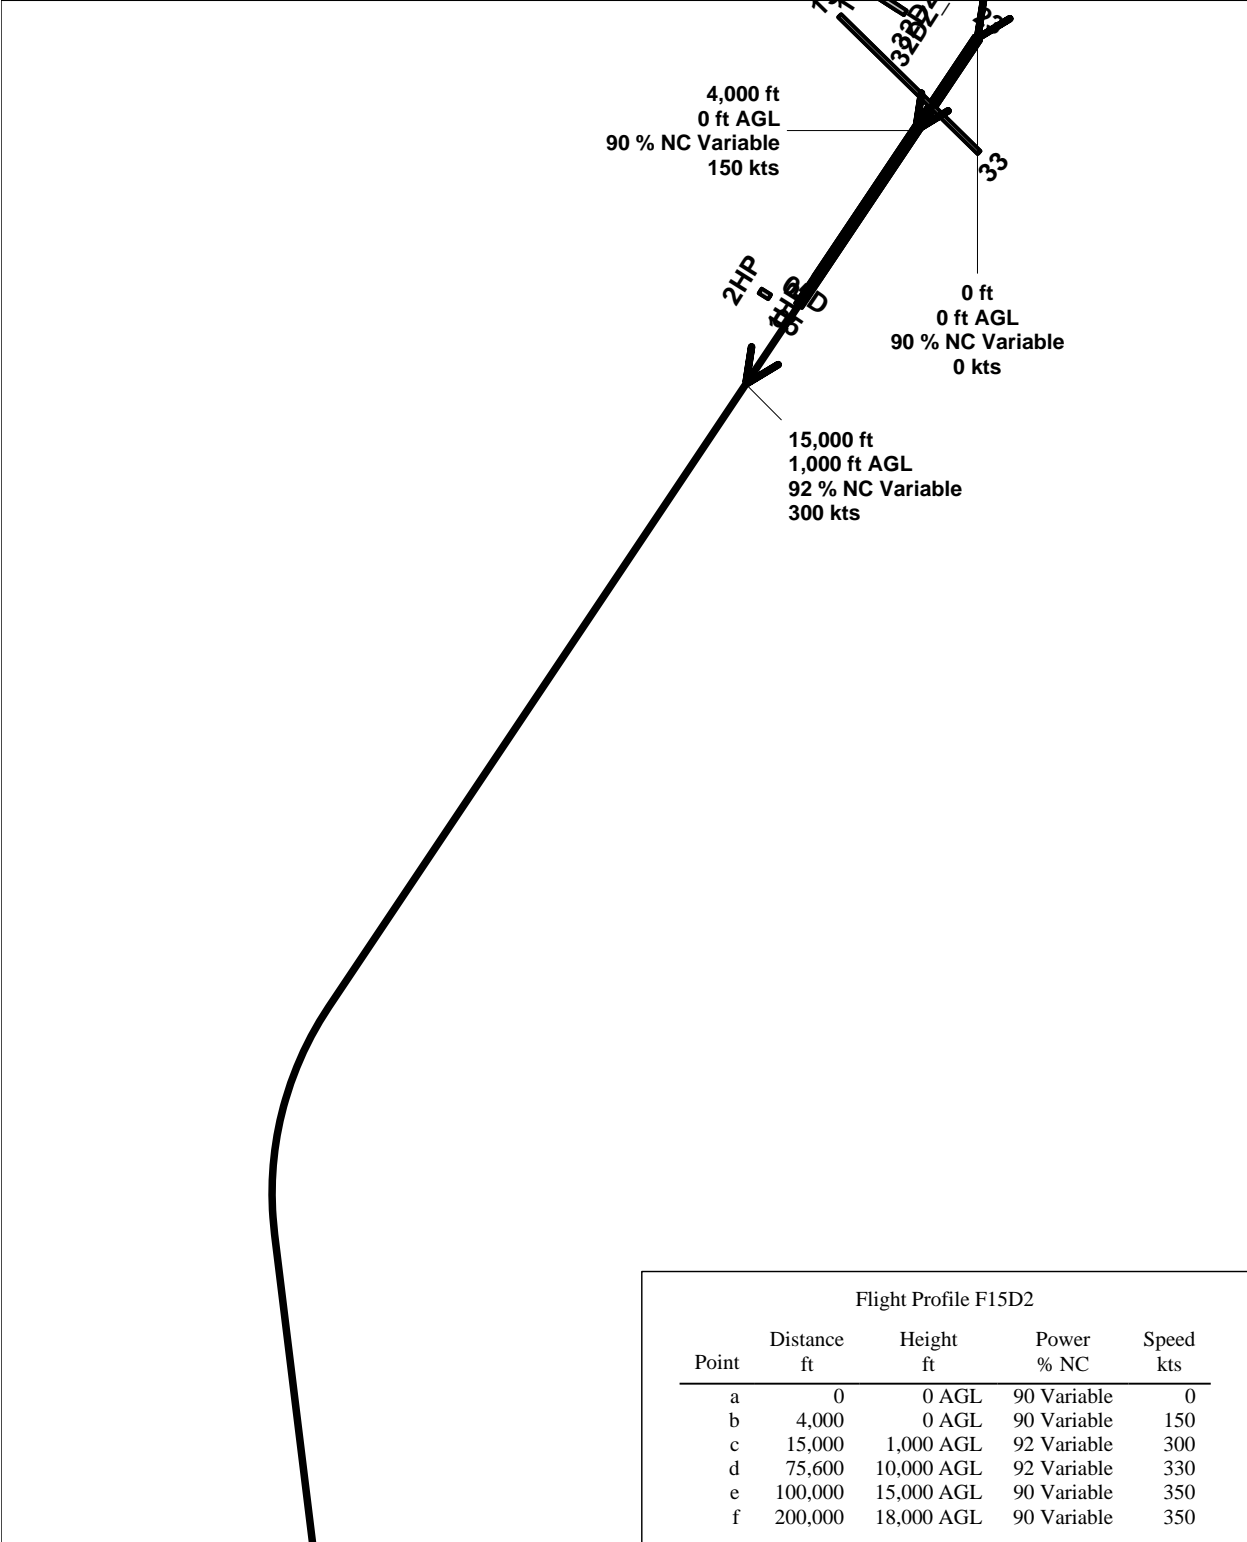 32D2
4,000 ft
0 ft AGL
90 % NC Variable
150 kts
33
2HP
0 ft
0 ft AGL
90 % NC Variable
0 kts
15,000 ft
1,000 ft AGL
92 % NC Variable
300 kts
Flight Profile F15D2
Distance Height Power Speed
Point ft ft % NC kts
a 0 0 AGL 90 Variable 0
b 4,000 0 AGL 90 Variable 150
c 15,000 1,000 AGL 92 Variable 300
d 75,600 10,000 AGL 92 Variable 330
e 100,000 15,000 AGL 90 Variable 350
f 200,000 18,000 AGL 90 Variable 350